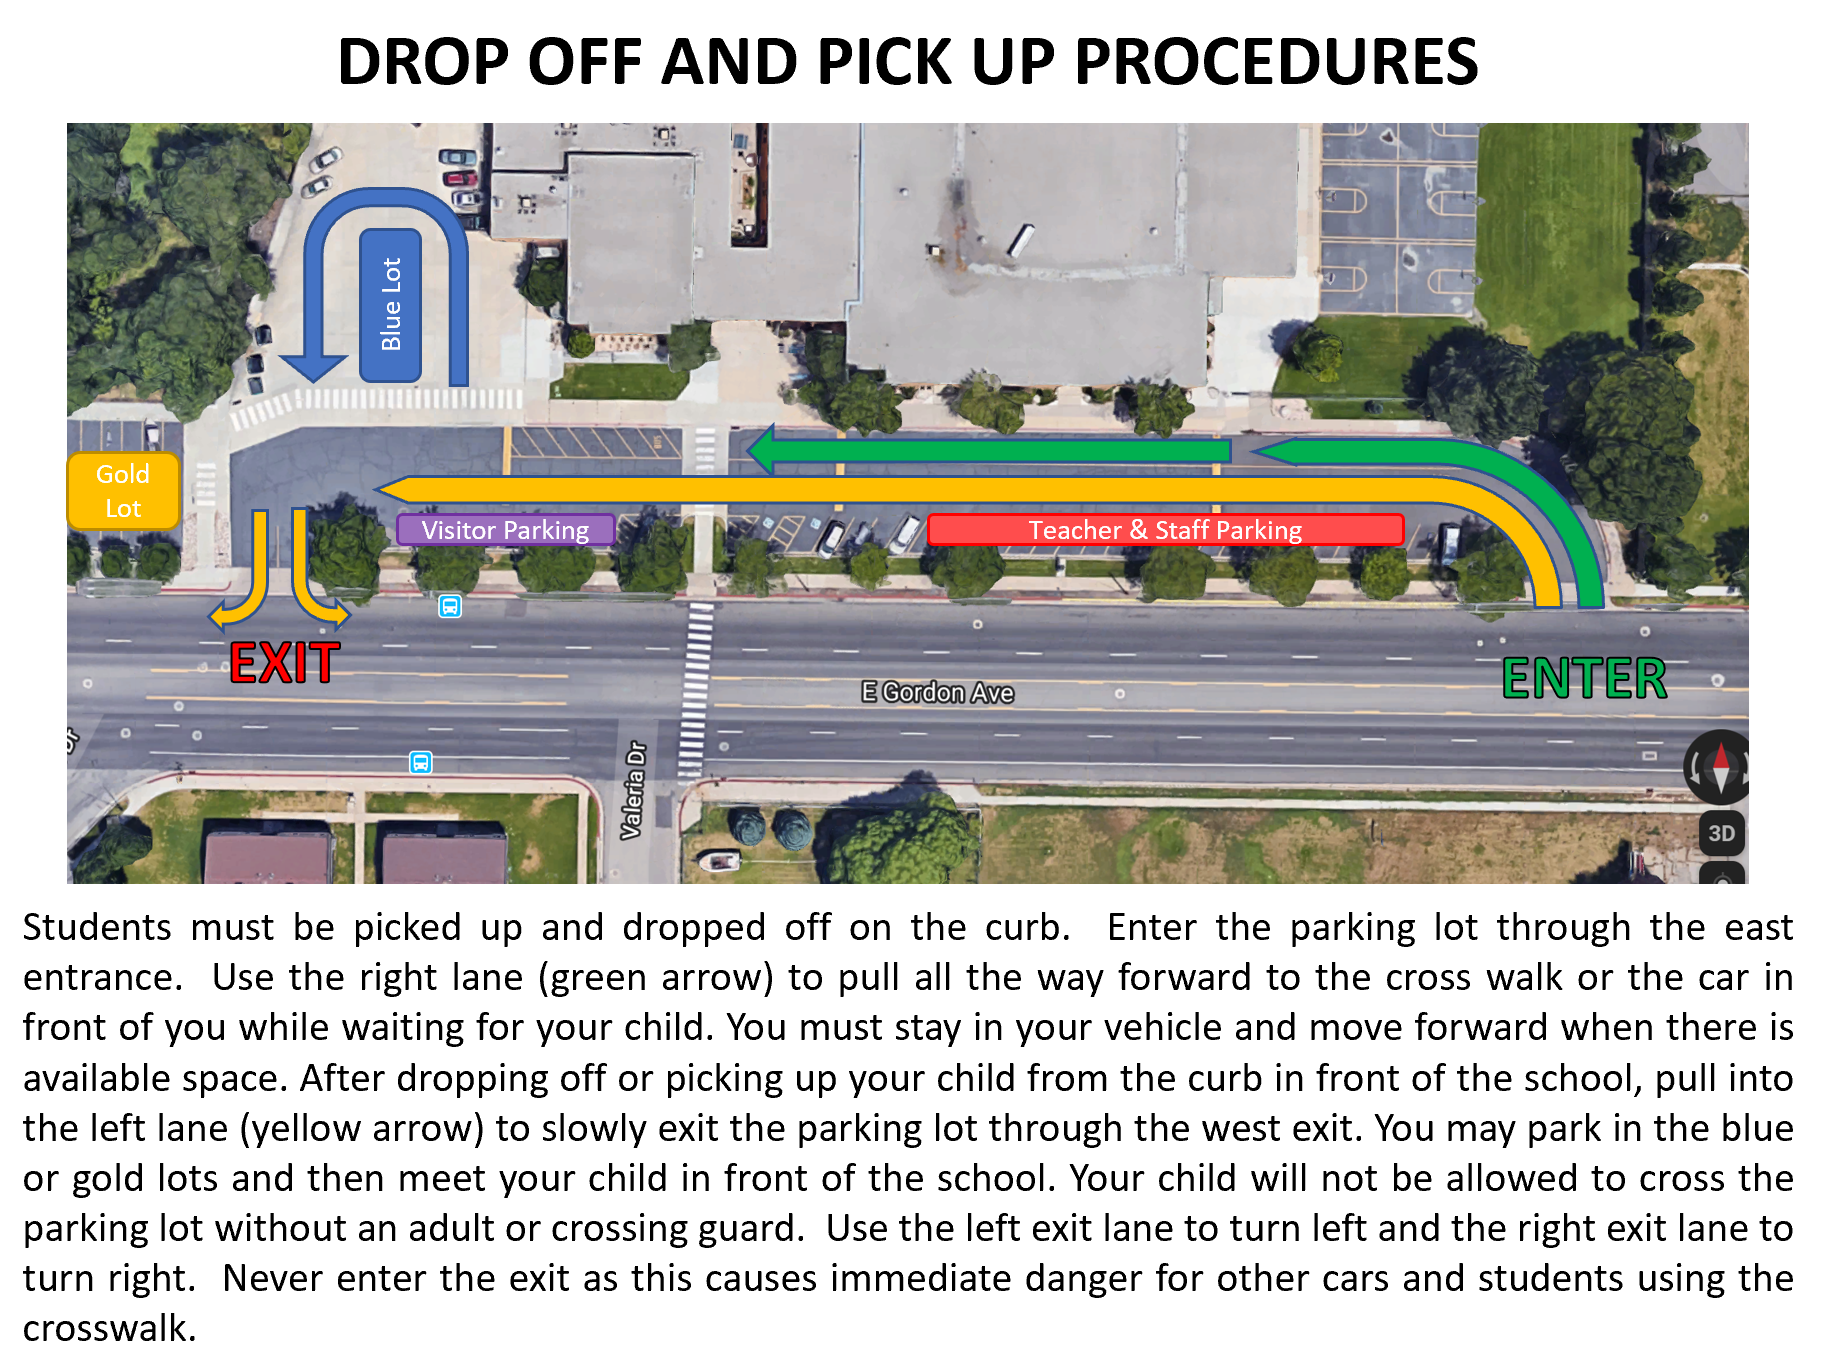 DROP OFF AND PICK UP PROCEDURES
Blue Lot
Gold
Lot
Visitor Parking
Teacher & Staff Parking
EXIT
ENTER
E Gordon Ave
Valeria Dr
Dr
3D
Students must be picked up and dropped off on the curb. Enter the parking lot through the east
entrance. Use the right lane (green arrow) to pull all the way forward to the cross walk or the car in
front of you while waiting for your child. You must stay in your vehicle and move forward when there is
available space. After dropping off or picking up your child from the curb in front of the school, pull into
the left lane (yellow arrow) to slowly exit the parking lot through the west exit. You may park in the blue
or gold lots and then meet your child in front of the school. Your child will not be allowed to cross the
parking lot without an adult or crossing guard. Use the left exit lane to turn left and the right exit lane to
turn right. Never enter the exit as this causes immediate danger for other cars and students using the
crosswalk.